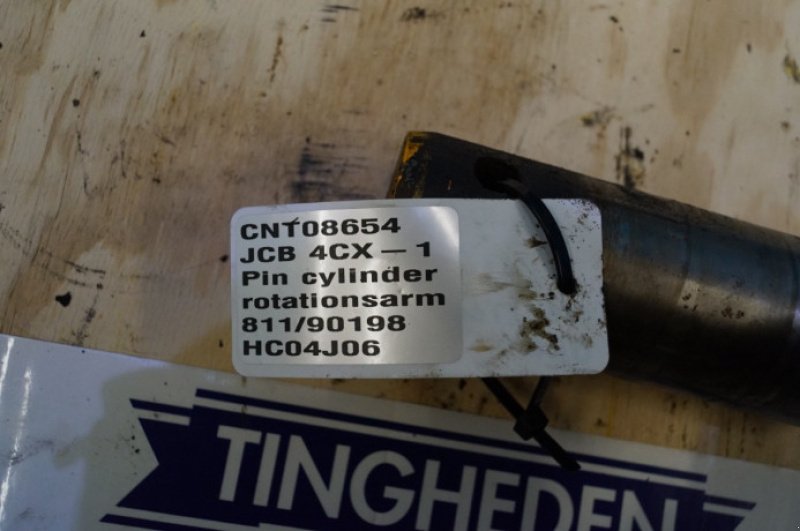 CNT08654
JCB 4CX – 1
Pin cylinder
rotationsarm
811/90198
HC04J06
TINGHEDEN